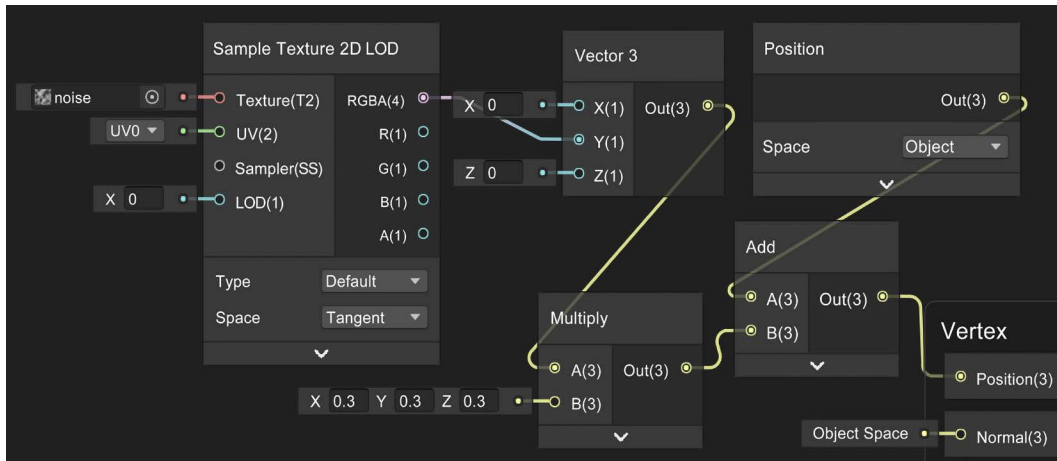 Sample Texture 2D LOD
noise
Texture(T2)
RGBA(4)
UV0
UV(2)
R(1)
Sampler(SS)
G(1)
X 0
LOD(1)
B(1)
A(1)
Type
Default
Space
Tangent
Vector 3
X 0
X(1)
Out(3)
Y(1)
Z 0
Z(1)
Position
Out(3)
Space
Object
Multiply
A(3)
Out(3)
X 0.3 Y 0.3 Z 0.3
B(3)
Add
A(3)
Out(3)
B(3)
Vertex
Position(3)
Object Space
Normal(3)